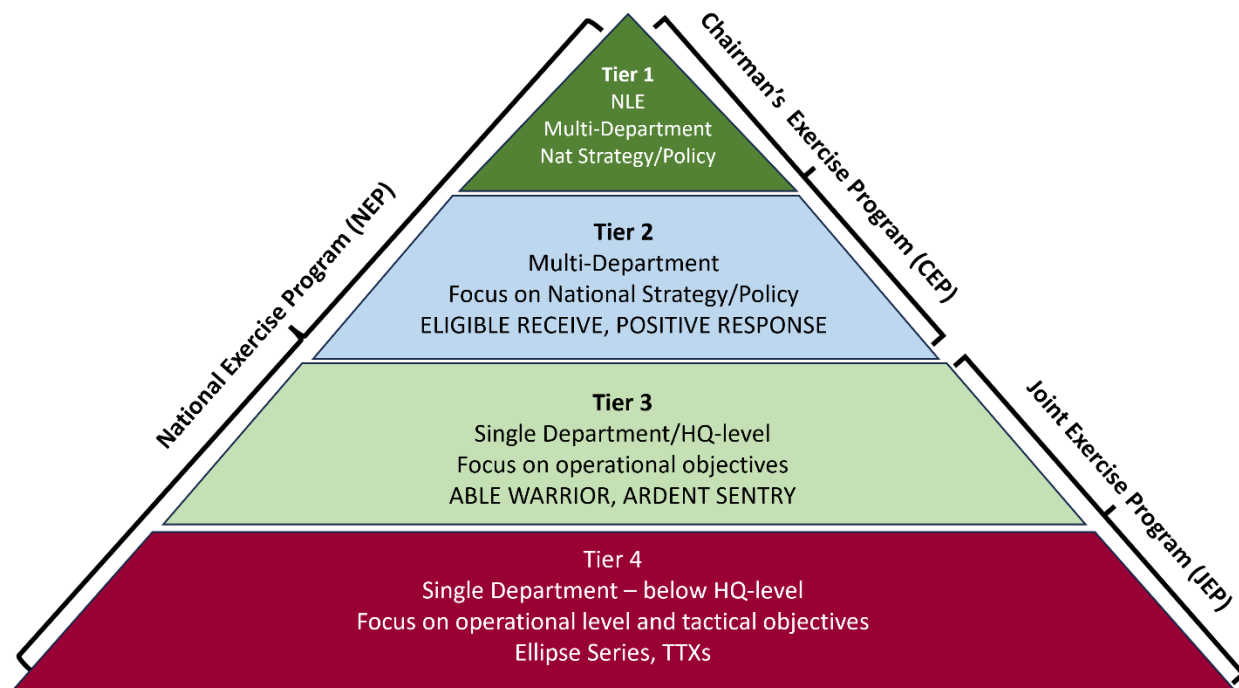 Tier 1
NLE
Multi-Department
Nat Strategy/Policy
Tier 2
Multi-Department
Focus on National Strategy/Policy
ELIGIBLE RECEIVE, POSITIVE RESPONSE
Tier 3
Single Department/HQ-level
Focus on operational objectives
ABLE WARRIOR, ARDENT SENTRY
Tier 4
Single Department – below HQ-level
Focus on operational level and tactical objectives
Ellipse Series, TTXs
National Exercise Program (NEP)
Chairman's Exercise Program (CEP)
Joint Exercise Program (JEP)